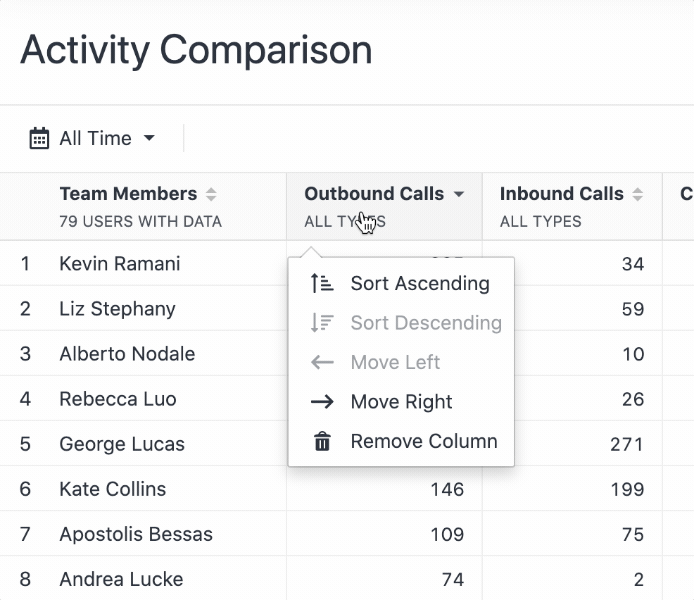 Activity Comparison
All Time
Team Members Outbound Calls Inbound Calls C
79 USERS WITH DATA ALL TYPES ALL TYPES
1 Kevin Ramani 34
Sort Ascending
2 Liz Stephany 59
Sort Descending
3 Alberto Nodale 10
Move Left
4 Rebecca Luo 26
Move Right
5 George Lucas 271
Remove Column
6 Kate Collins 146 199
7 Apostolis Bessas 109 75
8 Andrea Lucke 74 2